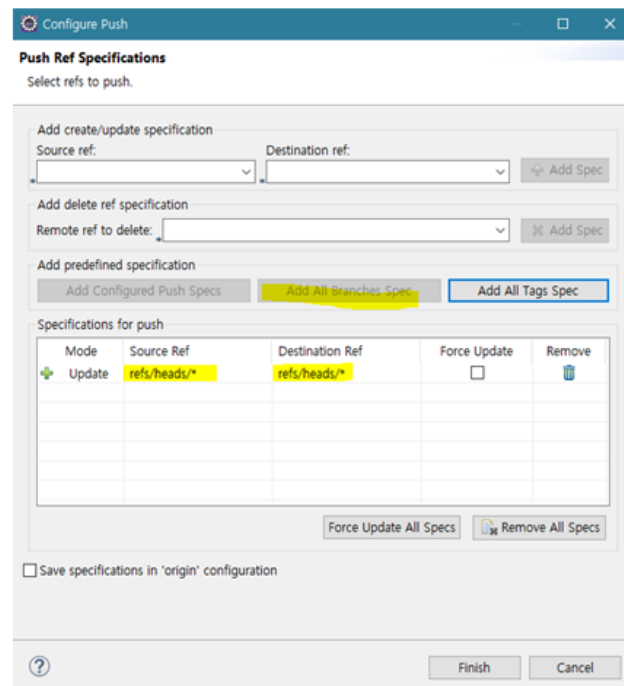 Configure Push
Push Ref Specifications
Select refs to push.
Add create/update specification
Source ref: Destination ref:
Add Spec
Add delete ref specification
Remote ref to delete: Add Spec
Add predefined specification
Add Configured Push Specs Add All Branches Spec Add All Tags Spec
Specifications for push
Mode Source Ref Destination Ref Force Update Remove
Update refs/heads/* refs/heads/*
Force Update All Specs Remove All Specs
Save specifications in 'origin' configuration
Finish Cancel